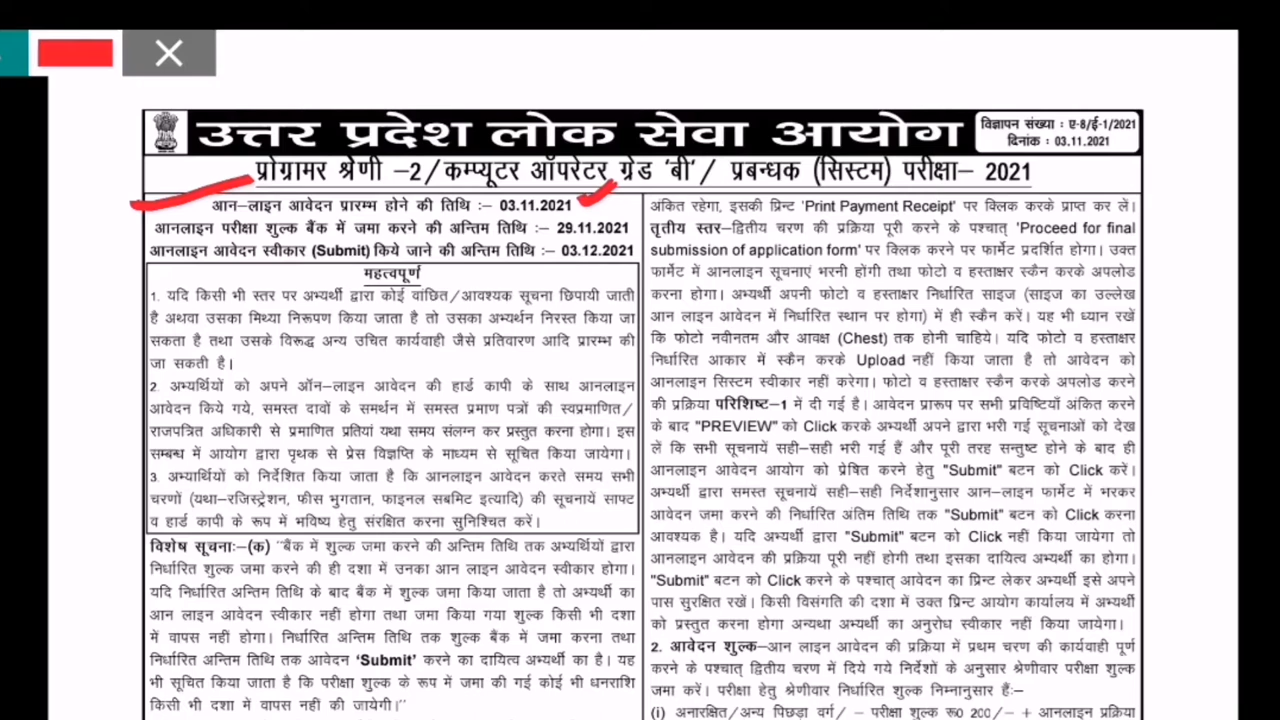 उत्तर प्रदेश लोक सेवा आयोग
विज्ञापन संख्या : ए-8/ई-1/2021
दिनांक : 03.11.2021
प्रोग्रामर श्रेणी -2/कम्प्यूटर ऑपरेटर ग्रेड 'बी'/ प्रबन्धक (सिस्टम) परीक्षा- 2021
आन-लाइन आवेदन प्रारम्भ होने की तिथि :- 03.11.2021
आनलाइन परीक्षा शुल्क बैंक में जमा करने की अन्तिम तिथि :- 29.11.2021
आनलाइन आवेदन स्वीकार (Submit) किये जाने की अन्तिम तिथि :- 03.12.2021
महत्वपूर्ण
1. यदि किसी भी स्तर पर अभ्यर्थी द्वारा कोई वांछित/आवश्यक सूचना छिपायी जाती
है अथवा उसका मिथ्या निरूपण किया जाता है तो उसका अभ्यर्थन निरस्त किया जा
सकता है तथा उसके विरूद्ध अन्य उचित कार्यवाही जैसे प्रतिवारण आदि प्रारम्भ की
जा सकती है।
2. अभ्यर्थियों को अपने ऑन-लाइन आवेदन की हार्ड कापी के साथ आनलाइन
आवेदन किये गये, समस्त दावों के समर्थन में समस्त प्रमाण पत्रों की स्वप्रमाणित/
राजपत्रित अधिकारी से प्रमाणित प्रतियां यथा समय संलग्न कर प्रस्तुत करना होगा। इस
सम्बन्ध में आयोग द्वारा पृथक से प्रेस विज्ञप्ति के माध्यम से सूचित किया जायेगा।
3. अभ्यार्थियों को निर्देशित किया जाता है कि आनलाइन आवेदन करते समय सभी
चरणों (यथा-रजिस्ट्रेशन, फीस भुगतान, फाइनल सबमिट इत्यादि) की सूचनायें साफ्ट
व हार्ड कापी के रूप में भविष्य हेतु संरक्षित करना सुनिश्चित करें।
विशेष सूचनाः-(क) "बैंक में शुल्क जमा करने की अन्तिम तिथि तक अभ्यर्थियों द्वारा
निर्धारित शुल्क जमा करने की ही दशा में उनका आन लाइन आवेदन स्वीकार होगा।
यदि निर्धारित अन्तिम तिथि के बाद बैंक में शुल्क जमा किया जाता है तो अभ्यर्थी का
आन लाइन आवेदन स्वीकार नहीं होगा तथा जमा किया गया शुल्क किसी भी दशा
में वापस नहीं होगा। निर्धारित अन्तिम तिथि तक शुल्क बैंक में जमा करना तथा
निर्धारित अन्तिम तिथि तक आवेदन 'Submit' करने का दायित्व अभ्यर्थी का है। यह
भी सूचित किया जाता है कि परीक्षा शुल्क के रूप में जमा की गई कोई भी धनराशि
किसी भी दशा में वापस नहीं की जायेगी।"
अंकित रहेगा, इसकी प्रिन्ट 'Print Payment Receipt' पर क्लिक करके प्राप्त कर लें।
तृतीय स्तर-द्वितीय चरण की प्रक्रिया पूरी करने के पश्चात् 'Proceed for final
submission of application form' पर क्लिक करने पर फार्मेट प्रदर्शित होगा। उक्त
फार्मेट में आनलाइन सूचनाएं भरनी होंगी तथा फोटो व हस्ताक्षर स्कैन करके अपलोड
करना होगा। अभ्यर्थी अपनी फोटो व हस्ताक्षर निर्धारित साइज (साइज का उल्लेख
आन लाइन आवेदन में निर्धारित स्थान पर होगा) में ही स्कैन करें। यह भी ध्यान रखें
कि फोटो नवीनतम और आवक्ष (Chest) तक होनी चाहिये। यदि फोटो व हस्ताक्षर
निर्धारित आकार में स्कैन करके Upload नहीं किया जाता है तो आवेदन को
आनलाइन सिस्टम स्वीकार नहीं करेगा। फोटो व हस्ताक्षर स्कैन करके अपलोड करने
की प्रक्रिया परिशिष्ट-1 में दी गई है। आवेदन प्रारूप पर सभी प्रविष्टियाँ अंकित करने
के बाद "PREVIEW" को Click करके अभ्यर्थी अपने द्वारा भरी गई सूचनाओं को देख
लें कि सभी सूचनायें सही-सही भरी गई हैं और पूरी तरह सन्तुष्ट होने के बाद ही
आनलाइन आवेदन आयोग को प्रेषित करने हेतु "Submit" बटन को Click करें।
अभ्यर्थी द्वारा समस्त सूचनायें सही-सही निर्देशानुसार आन-लाइन फार्मेट में भरकर
आवेदन जमा करने की निर्धारित अंतिम तिथि तक "Submit" बटन को Click करना
आवश्यक है। यदि अभ्यर्थी द्वारा "Submit" बटन को Click नहीं किया जायेगा तो
आनलाइन आवेदन की प्रक्रिया पूरी नहीं होगी तथा इसका दायित्व अभ्यर्थी का होगा।
"Submit" बटन को Click करने के पश्चात् आवेदन का प्रिन्ट लेकर अभ्यर्थी इसे अपने
पास सुरक्षित रखें। किसी विसंगति की दशा में उक्त प्रिन्ट आयोग कार्यालय में अभ्यर्थी
को प्रस्तुत करना होगा अन्यथा अभ्यर्थी का अनुरोध स्वीकार नहीं किया जायेगा।
2. आवेदन शुल्क-आन लाइन आवेदन की प्रक्रिया में प्रथम चरण की कार्यवाही पूर्ण
करने के पश्चात् द्वितीय चरण में दिये गये निर्देशों के अनुसार श्रेणीवार परीक्षा शुल्क
जमा करें। परीक्षा हेतु श्रेणीवार निर्धारित शुल्क निम्नानुसार हैं:-
(i) अनारक्षित/अन्य पिछड़ा वर्ग/ - परीक्षा शुल्क रू0 200/- + आनलाइन प्रक्रिया